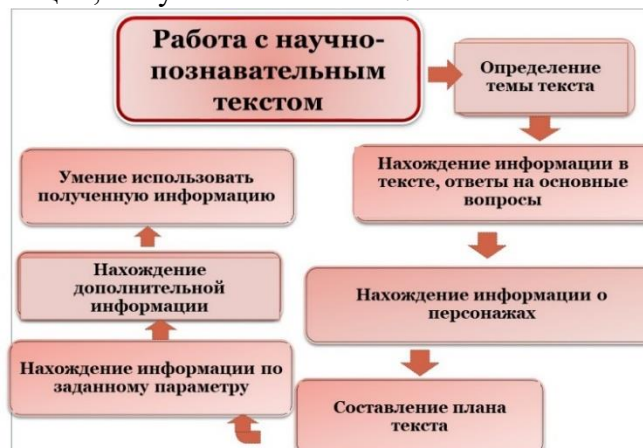 Работа с научно-
познавательным
текстом
Определение
темы текста
Нахождение информации в
тексте, ответы на основные
вопросы
Нахождение информации о
персонажах
Составление плана
текста
Нахождение информации по
заданному параметру
Нахождение
дополнительной
информации
Умение использовать
полученную информацию